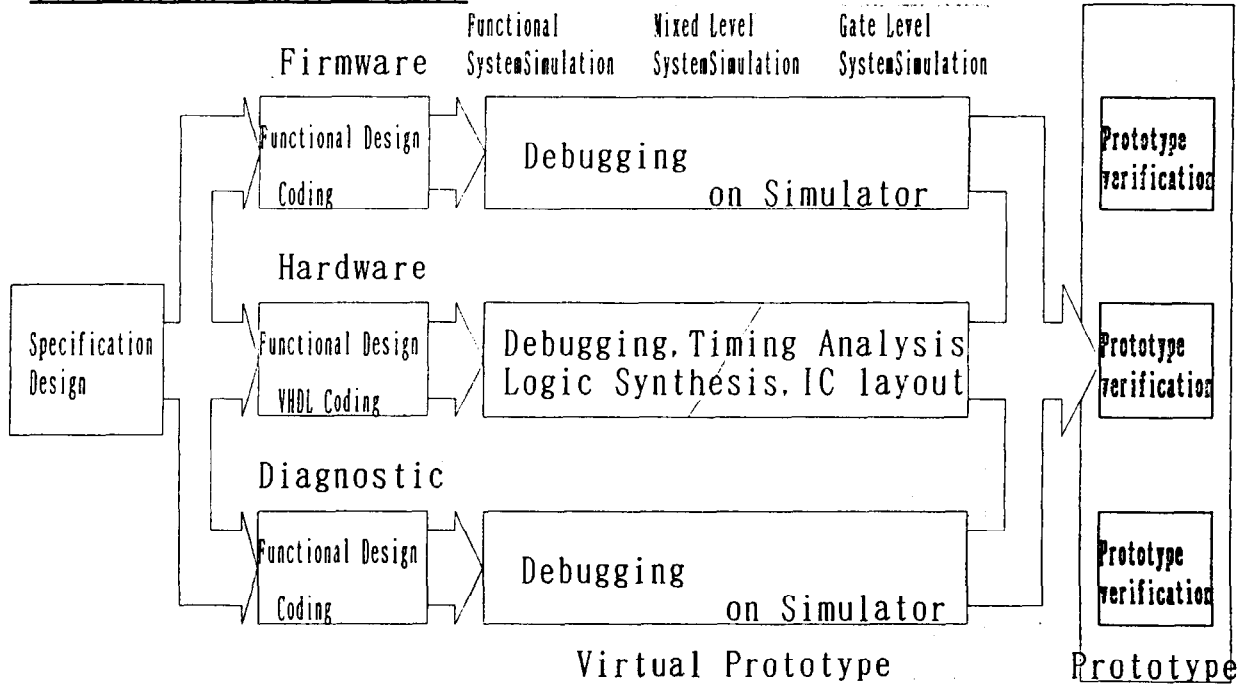 Functional
SystemSimulation
Mixed Level
SystemSimulation
Gate Level
SystemSimulation
Firmware
Functional Design
Coding
Debugging
on Simulator
Prototype
verification
Hardware
Specification
Design
Functional Design
VHDL Coding
Debugging, Timing Analysis
Logic Synthesis, IC layout
Prototype
verification
Diagnostic
Functional Design
Coding
Debugging
on Simulator
Prototype
verification
Virtual Prototype
Prototype